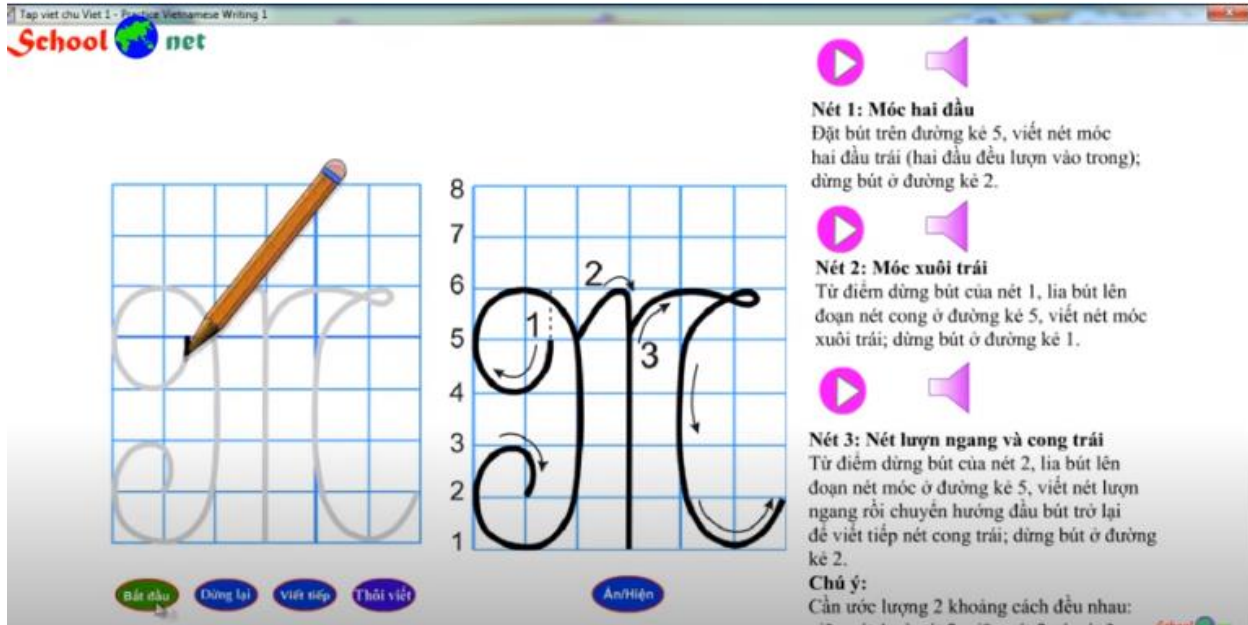 Tap viet chu Viet 1 - Practice Vietnamese Writing 1
School net
Nét 1: Móc hai đầu
Đặt bút trên đường kẻ 5, viết nét móc
hai đầu trái (hai đầu đều lượn vào trong);
dừng bút ở đường kẻ 2.
Nét 2: Móc xuôi trái
Từ điểm dừng bút của nét 1, lia bút lên
đoạn nét cong ở đường kẻ 5, viết nét móc
xuôi trái; dừng bút ở đường kẻ 1.
Nét 3: Nét lượn ngang và cong trái
Từ điểm dừng bút của nét 2, lia bút lên
đoạn nét móc ở đường kẻ 5, viết nét lượn
ngang rồi chuyển hướng đầu bút trở lại
để viết tiếp nét cong trái; dừng bút ở đường
kẻ 2.
Chú ý:
Cần ước lượng 2 khoảng cách đều nhau:
8
7
6
5
4
3
2
1
1
2
3
Bắt đầu
Dừng lại
Viết tiếp
Thôi viết
Ẩn/Hiện